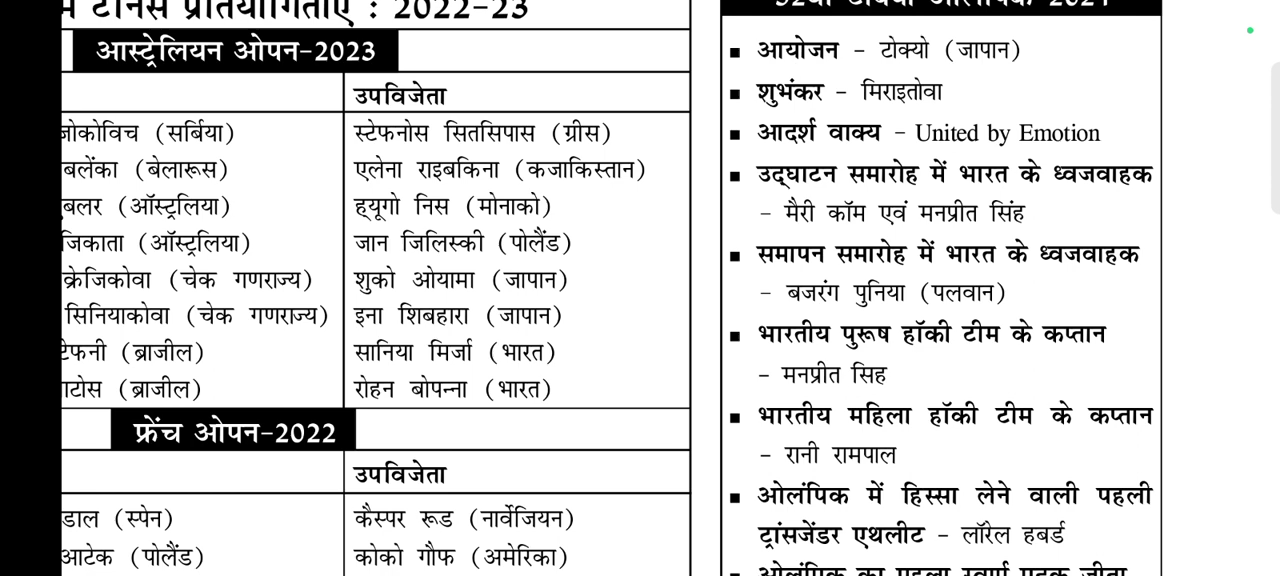 टेनिस प्रतियोगिताएँ : 2022-23
आस्ट्रेलियन ओपन-2023
उपविजेता
जोकोविच (सर्बिया) स्टेफनोस सितसिपास (ग्रीस)
बलेंका (बेलारूस) एलेना राइबकिना (कजाकिस्तान)
बलर (ऑस्ट्रलिया) ह्यूगो निस (मोनाको)
जिकाता (ऑस्ट्रलिया) जान जिलिस्की (पोलैंड)
क्रेजिकोवा (चेक गणराज्य) शुको ओयामा (जापान)
सिनियाकोवा (चेक गणराज्य) इना शिबहारा (जापान)
टेफनी (ब्राजील) सानिया मिर्जा (भारत)
ाटोस (ब्राजील) रोहन बोपन्ना (भारत)
फ्रेंच ओपन-2022
उपविजेता
डाल (स्पेन) कैस्पर रूड (नार्वेजियन)
आटेक (पोलैंड) कोको गौफ (अमेरिका)
▪ आयोजन – टोक्यो (जापान)
▪ शुभंकर – मिराइतोवा
▪ आदर्श वाक्य – United by Emotion
▪ उद्घाटन समारोह में भारत के ध्वजवाहक
– मैरी कॉम एवं मनप्रीत सिंह
▪ समापन समारोह में भारत के ध्वजवाहक
– बजरंग पुनिया (पलवान)
▪ भारतीय पुरूष हॉकी टीम के कप्तान
– मनप्रीत सिह
▪ भारतीय महिला हॉकी टीम के कप्तान
– रानी रामपाल
▪ ओलंपिक में हिस्सा लेने वाली पहली
ट्रांसजेंडर एथलीट – लॉरेल हबर्ड